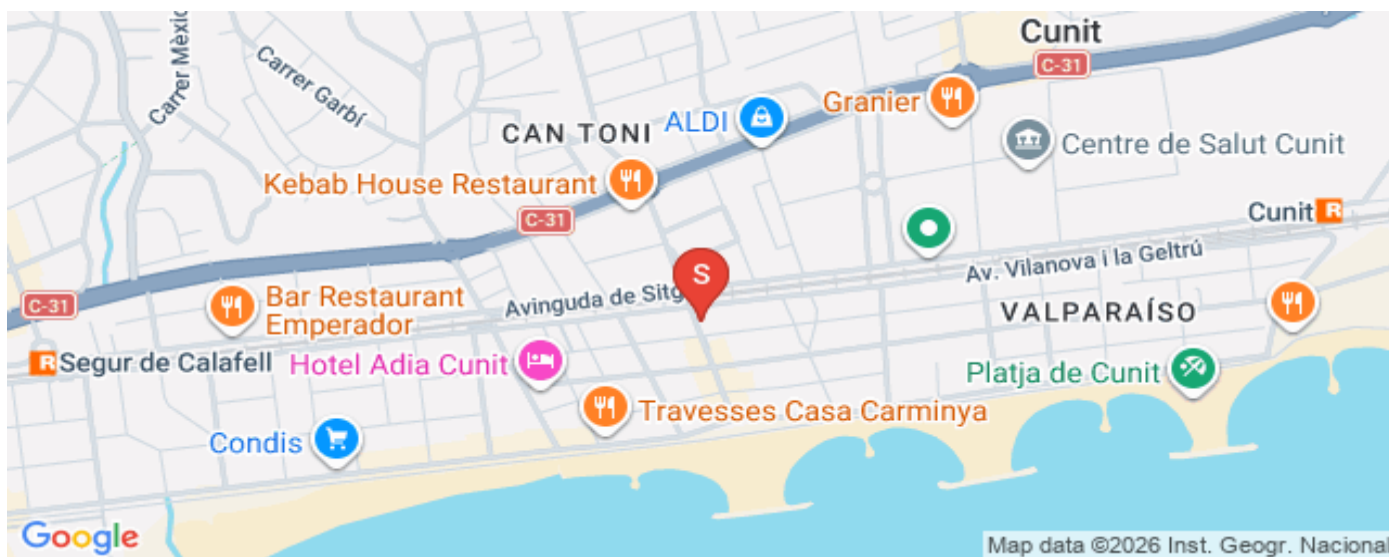 Cunit
C-31
Carrer Mèxic
Carrer Garbí
CAN TONI
ALDI
Granier
Centre de Salut Cunit
Kebab House Restaurant
C-31
Cunit
R
Av. Vilanova i la Geltrú
S
Avinguda de Sitg
C-31
Bar Restaurant
Emperador
VALPARAÍSO
R
Segur de Calafell
Hotel Adia Cunit
Platja de Cunit
Travesses Casa Carminya
Condis
Google
Map data ©2026 Inst. Geogr. Nacional